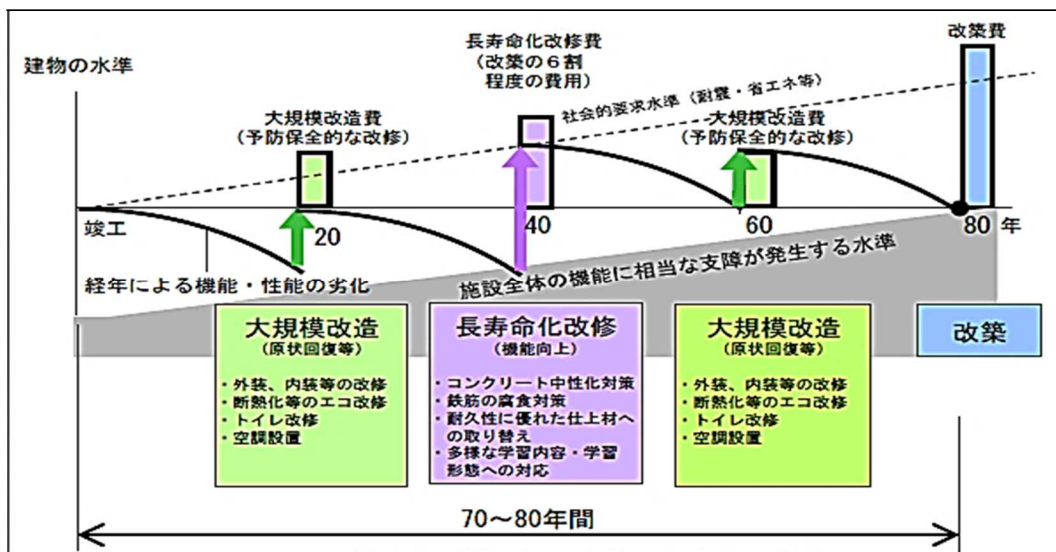 改築費
長寿命化改修費
(改築の6割
程度の費用)
建物の水準
社会的要求水準(耐震・省エネ等)
大規模改造費
(予防保全的な改修)
大規模改造費
(予防保全的な改修)
竣工
20
40
60
80 年
経年による機能・性能の劣化
施設全体の機能に相当な支障が発生する水準
大規模改造
(原状回復等)
・外装、内装等の改修
・断熱化等のエコ改修
・トイレ改修
・空調設置
長寿命化改修
(機能向上)
・コンクリート中性化対策
・鉄筋の腐食対策
・耐久性に優れた仕上材へ
の取り替え
・多様な学習内容・学習
形態への対応
大規模改造
(原状回復等)
・外装、内装等の改修
・断熱化等のエコ改修
・トイレ改修
・空調設置
改築
70~80年間